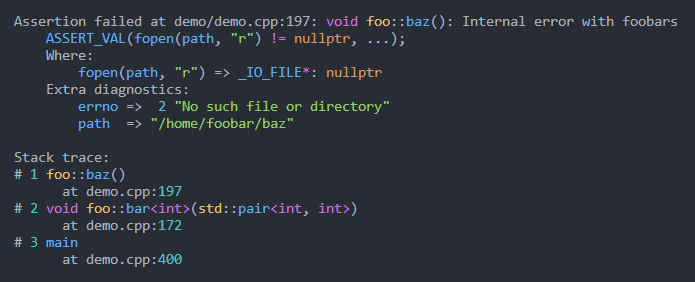 Assertion failed at demo/demo.cpp:197: void foo::baz(): Internal error with foobars
    ASSERT_VAL(fopen(path, "r") != nullptr, ...);
    Where:
        fopen(path, "r") => _IO_FILE*: nullptr
    Extra diagnostics:
        errno =>  2 "No such file or directory"
        path  => "/home/foobar/baz"

Stack trace:
# 1 foo::baz()
      at demo.cpp:197
# 2 void foo::bar<int>(std::pair<int, int>)
      at demo.cpp:172
# 3 main
      at demo.cpp:400